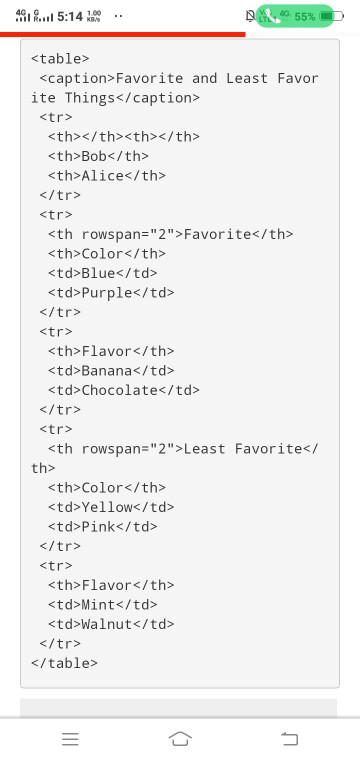 4G R 5:14 1.00 KB/s ..
4G 55%
<table>
<caption>Favorite and Least Favor
ite Things</caption>
<tr>
<th></th><th></th>
<th>Bob</th>
<th>Alice</th>
</tr>
<tr>
<th rowspan="2">Favorite</th>
<th>Color</th>
<td>Blue</td>
<td>Purple</td>
</tr>
<tr>
<th>Flavor</th>
<td>Banana</td>
<td>Chocolate</td>
</tr>
<tr>
<th rowspan="2">Least Favorite</
th>
<th>Color</th>
<td>Yellow</td>
<td>Pink</td>
</tr>
<tr>
<th>Flavor</th>
<td>Mint</td>
<td>Walnut</td>
</tr>
</table>